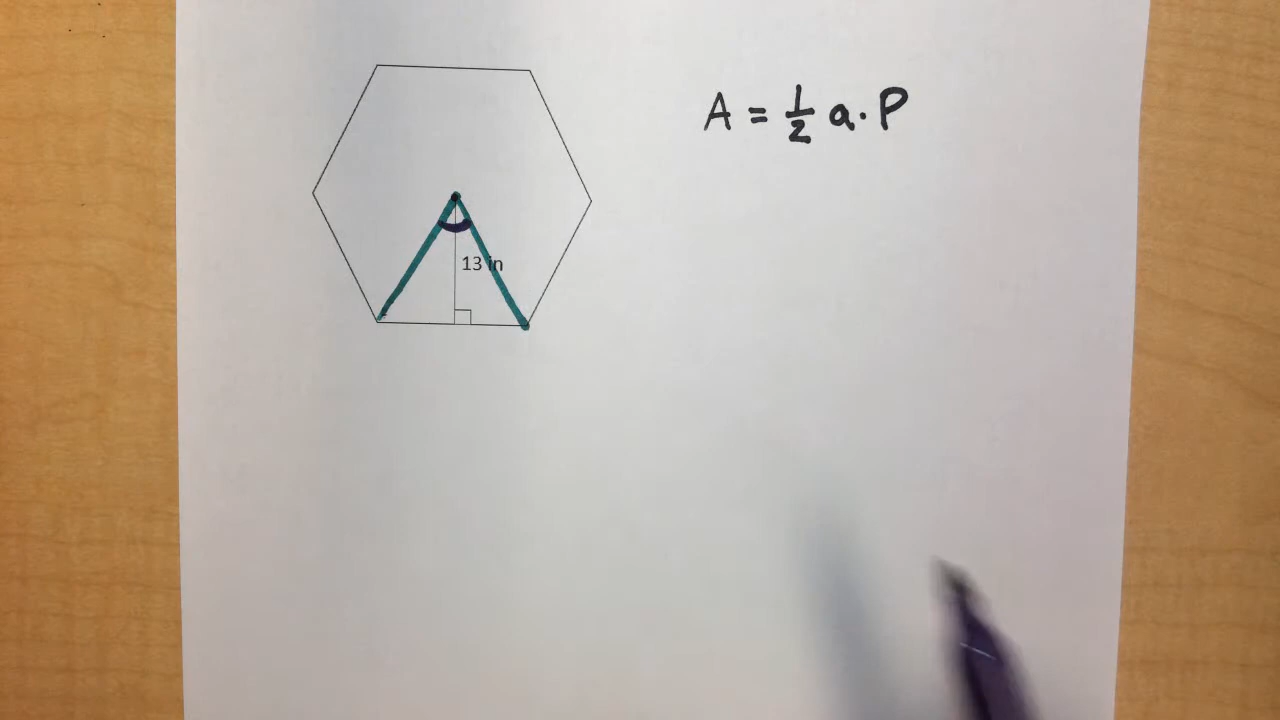 A = 1/2 a · P
13 in